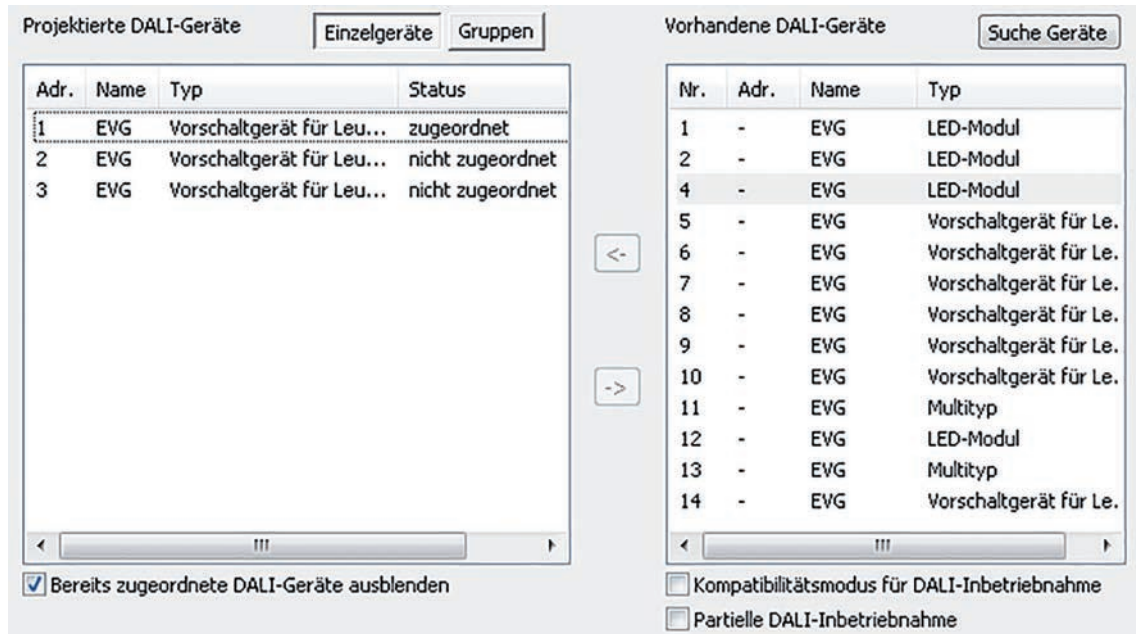 Projektierte DALI-Geräte
Einzelgeräte
Gruppen
Adr. Name Typ Status
1 EVG Vorschaltgerät für Leu... zugeordnet
2 EVG Vorschaltgerät für Leu... nicht zugeordnet
3 EVG Vorschaltgerät für Leu... nicht zugeordnet
Bereits zugeordnete DALI-Geräte ausblenden
<-
->
Vorhandene DALI-Geräte
Suche Geräte
Nr. Adr. Name Typ
1 - EVG LED-Modul
2 - EVG LED-Modul
4 - EVG LED-Modul
5 - EVG Vorschaltgerät für Le.
6 - EVG Vorschaltgerät für Le.
7 - EVG Vorschaltgerät für Le.
8 - EVG Vorschaltgerät für Le.
9 - EVG Vorschaltgerät für Le.
10 - EVG Vorschaltgerät für Le.
11 - EVG Multityp
12 - EVG LED-Modul
13 - EVG Multityp
14 - EVG Vorschaltgerät für Le.
Kompatibilitätsmodus für DALI-Inbetriebnahme
Partielle DALI-Inbetriebnahme